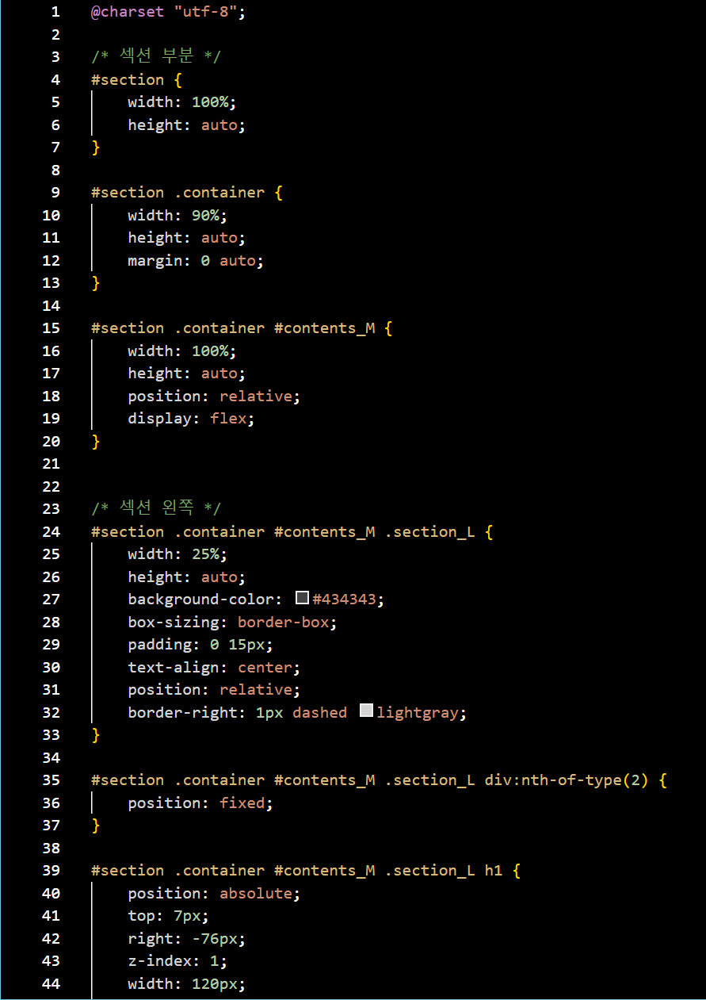 1 @charset "utf-8";
2
3 /* 섹션 부분 */
4 #section {
5 width: 100%;
6 height: auto;
7 }
8
9 #section .container {
10 width: 90%;
11 height: auto;
12 margin: 0 auto;
13 }
14
15 #section .container #contents_M {
16 width: 100%;
17 height: auto;
18 position: relative;
19 display: flex;
20 }
21
22
23 /* 섹션 왼쪽 */
24 #section .container #contents_M .section_L {
25 width: 25%;
26 height: auto;
27 background-color: #434343;
28 box-sizing: border-box;
29 padding: 0 15px;
30 text-align: center;
31 position: relative;
32 border-right: 1px dashed lightgray;
33 }
34
35 #section .container #contents_M .section_L div:nth-of-type(2) {
36 position: fixed;
37 }
38
39 #section .container #contents_M .section_L h1 {
40 position: absolute;
41 top: 7px;
42 right: -76px;
43 z-index: 1;
44 width: 120px;